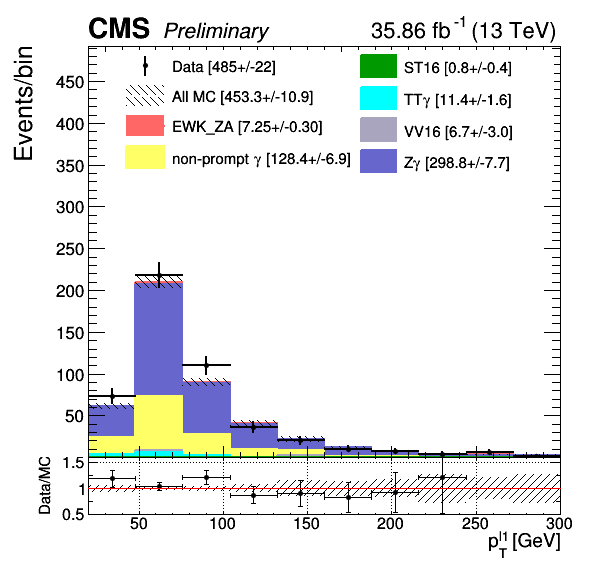 CMS Preliminary 35.86 fb⁻¹ (13 TeV)
Events/bin
Data [485+/-22]
All MC [453.3+/-10.9]
EWK_ZA [7.25+/-0.30]
non-prompt γ [128.4+/-6.9]
ST16 [0.8+/-0.4]
TTγ [11.4+/-1.6]
VV16 [6.7+/-3.0]
Zγ [298.8+/-7.7]
450
400
350
300
250
200
150
100
50
Data/MC
1.5
1
0.5
50 100 150 200 250 300
p_T^l1 [GeV]